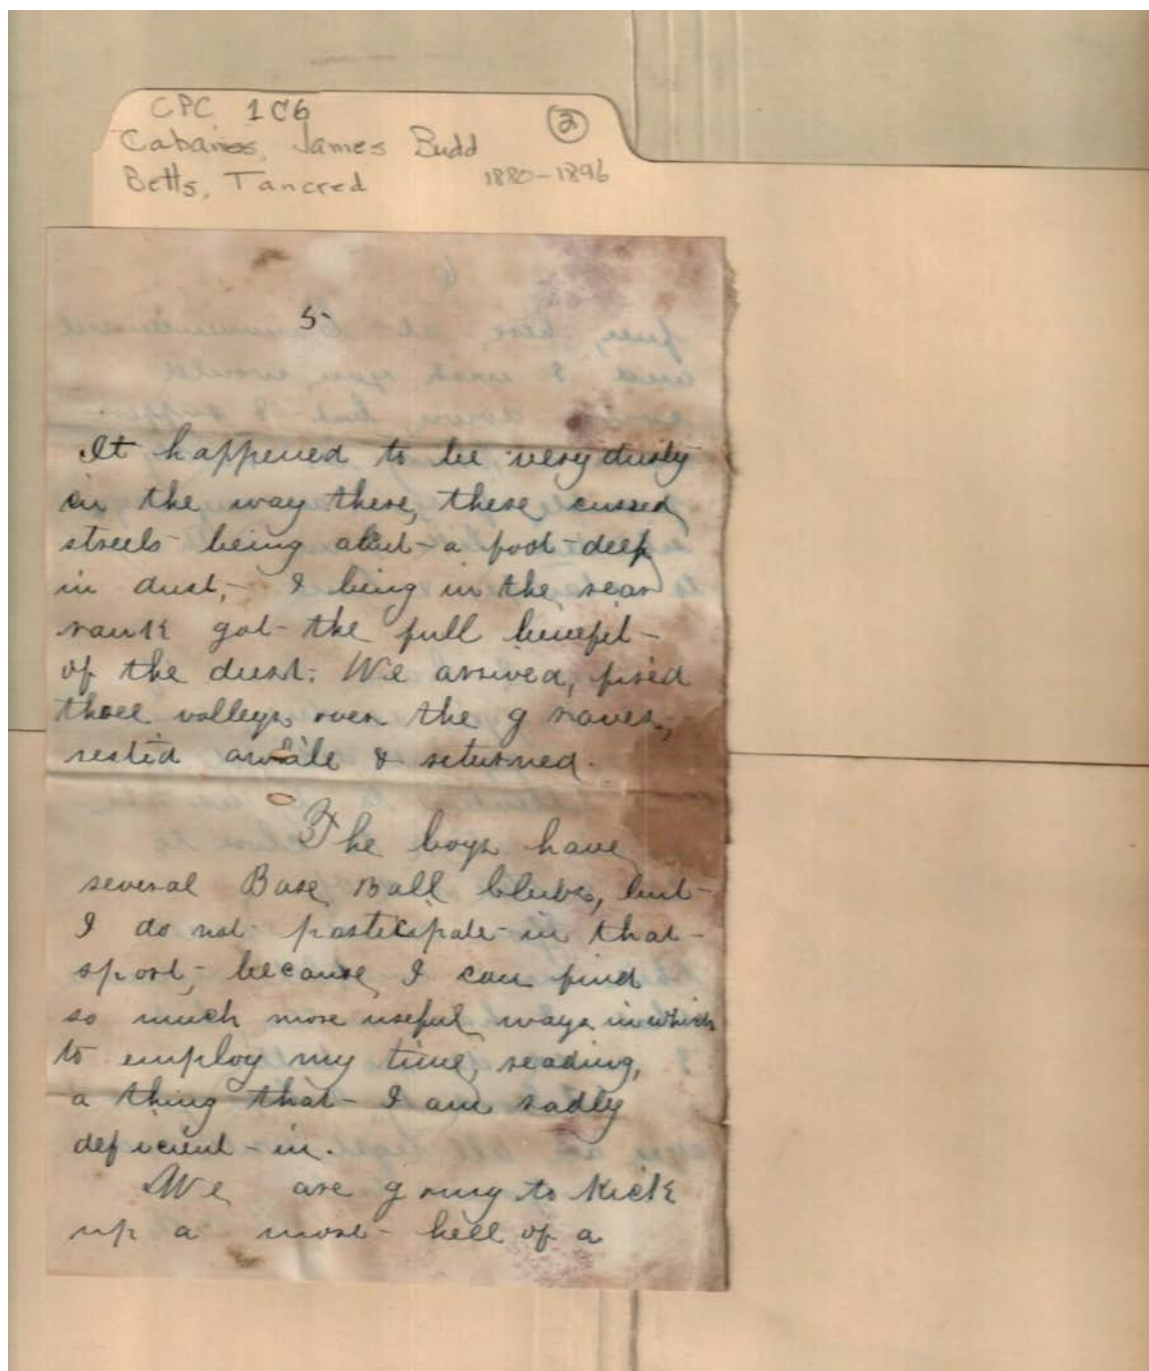 CPC 1C6
②
Cabaniss, James Budd
Betts, Tancred 1880-1896
5-
It happened to be very dusty
in the way there, these cussed
streets being about a foot deep
in dust, - I being in the rear
rank got the full benefit
of the dust. We arrived, fired
three volleys over the graves,
rested awhile & returned.
The boys have
several Base Ball Clubs, but
I do not participate in that
sport, because I can find
so much more useful ways in which
to employ my time, reading,
a thing that I am sadly
deficient in.
We are going to kick
up a most hell of a